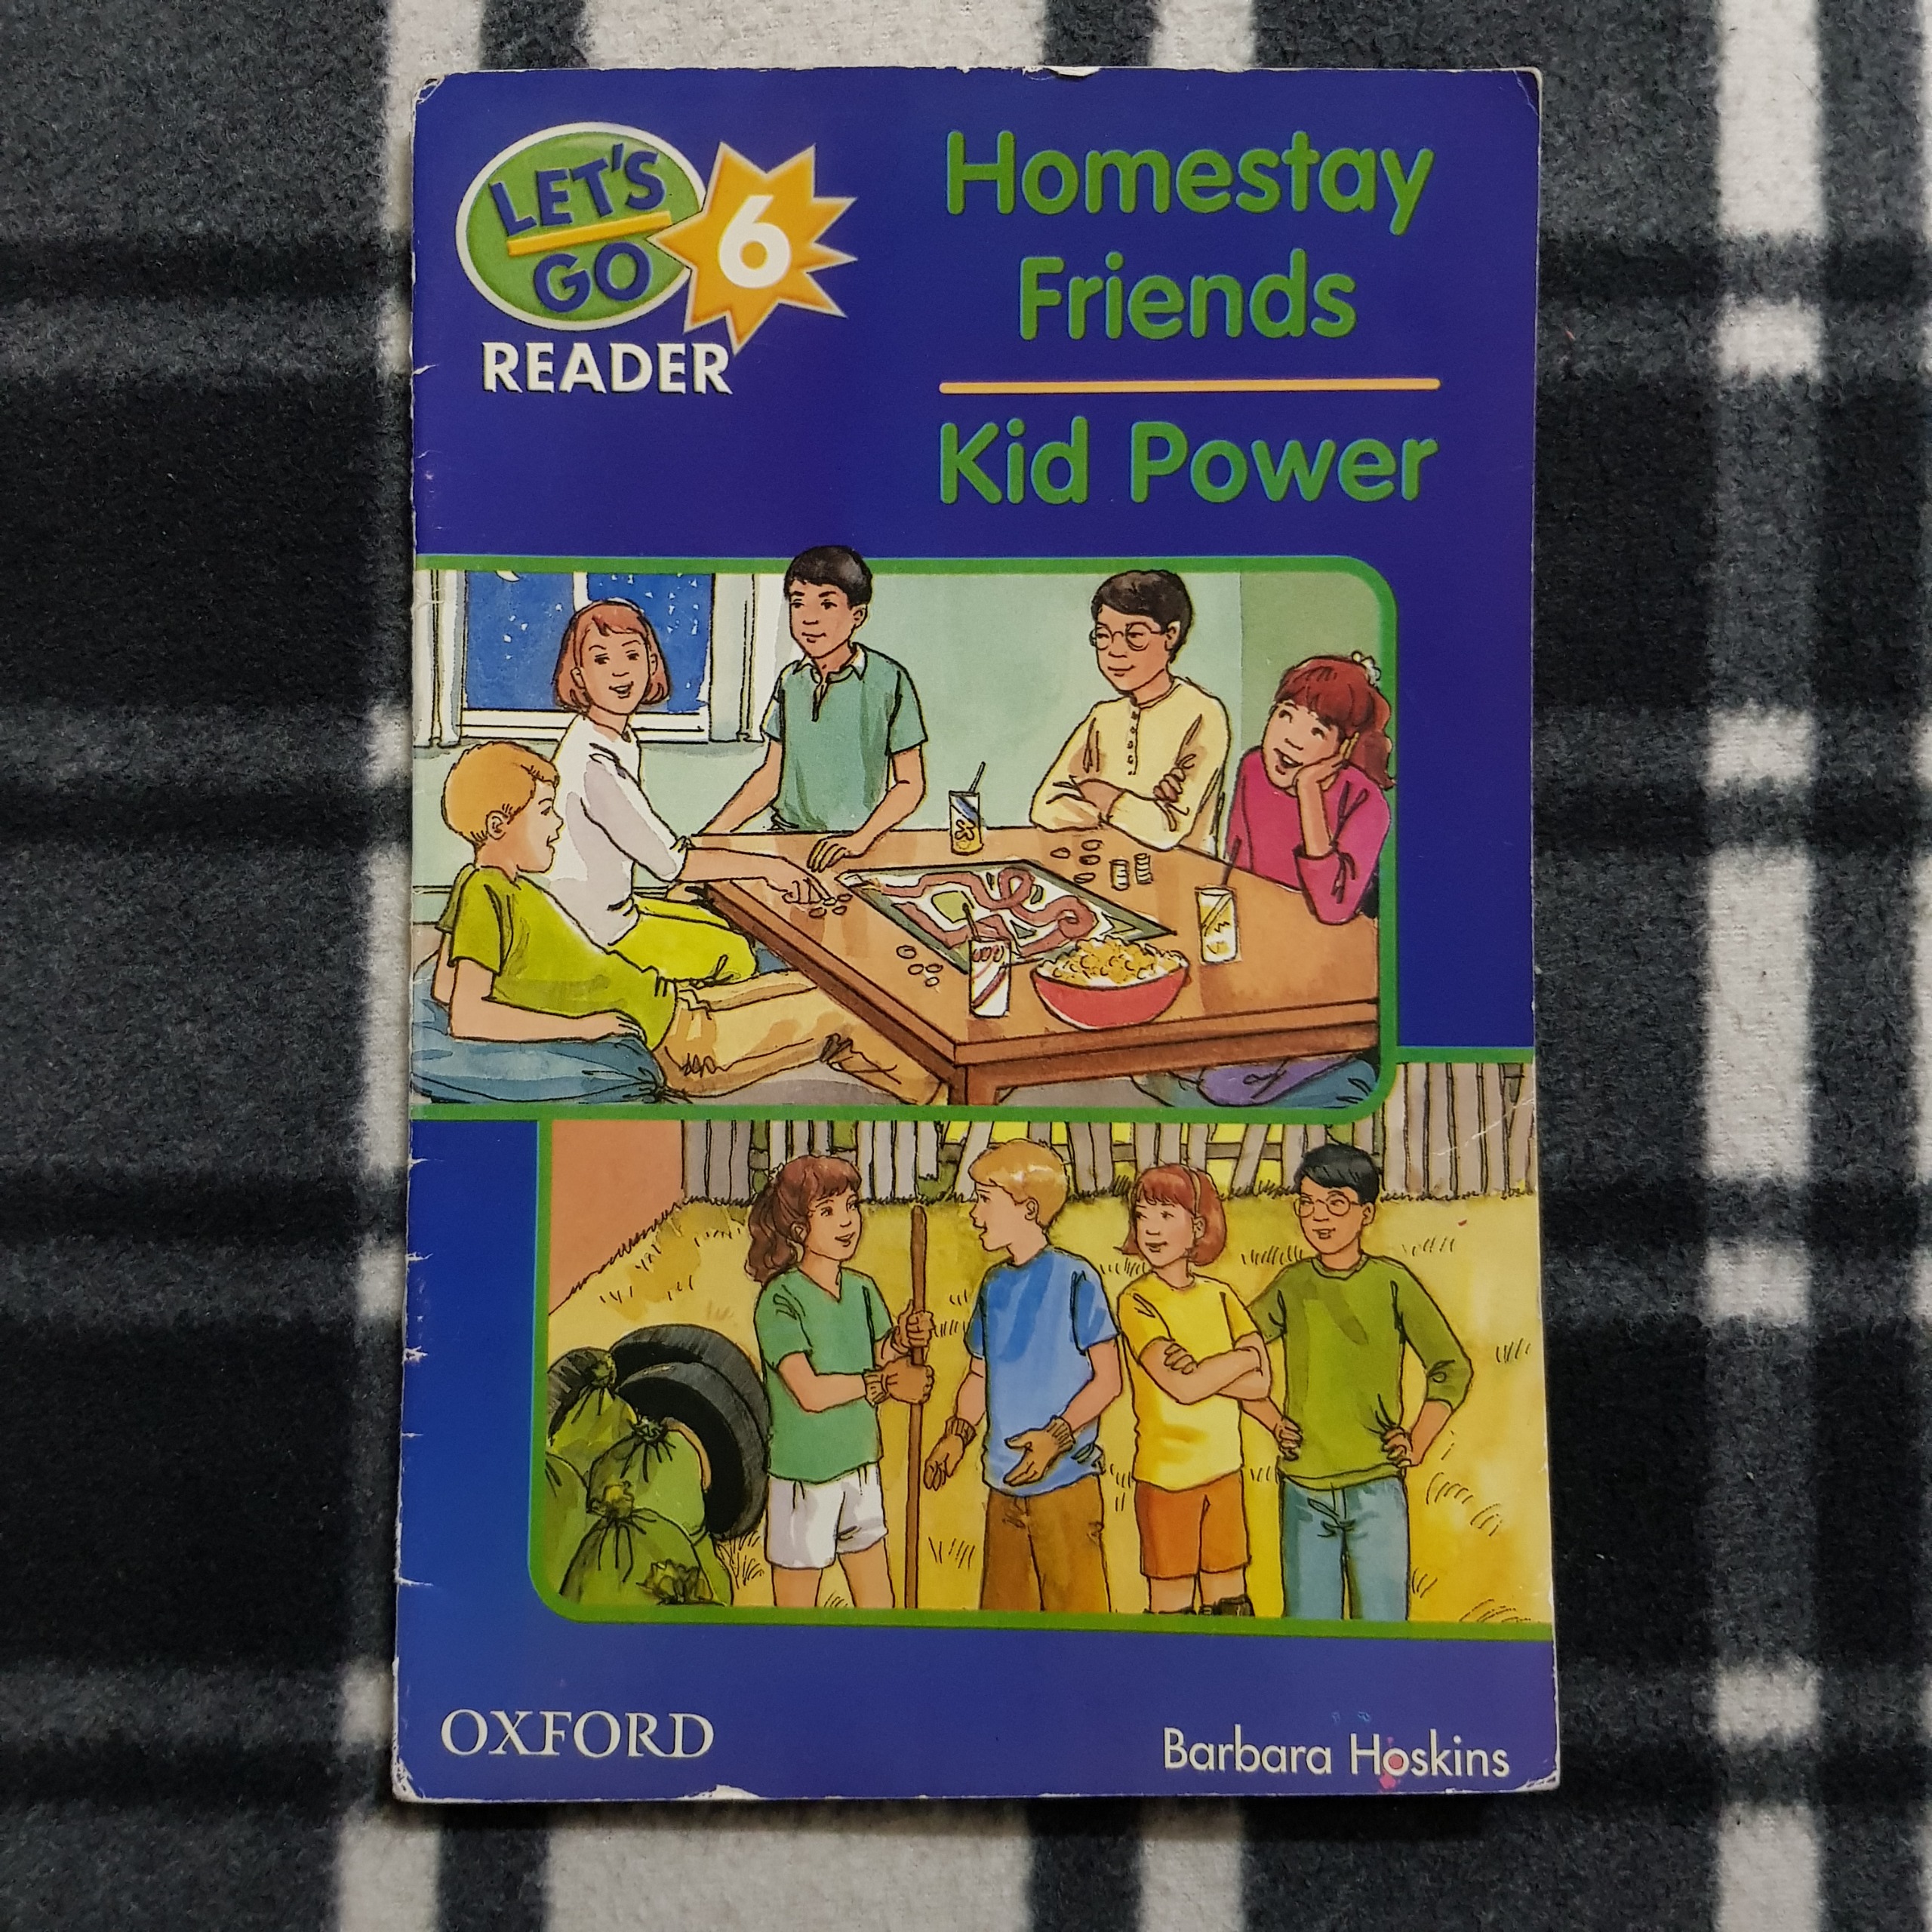 LET'S
GO
6
READER
Homestay
Friends
Kid Power
OXFORD
Barbara Hoskins